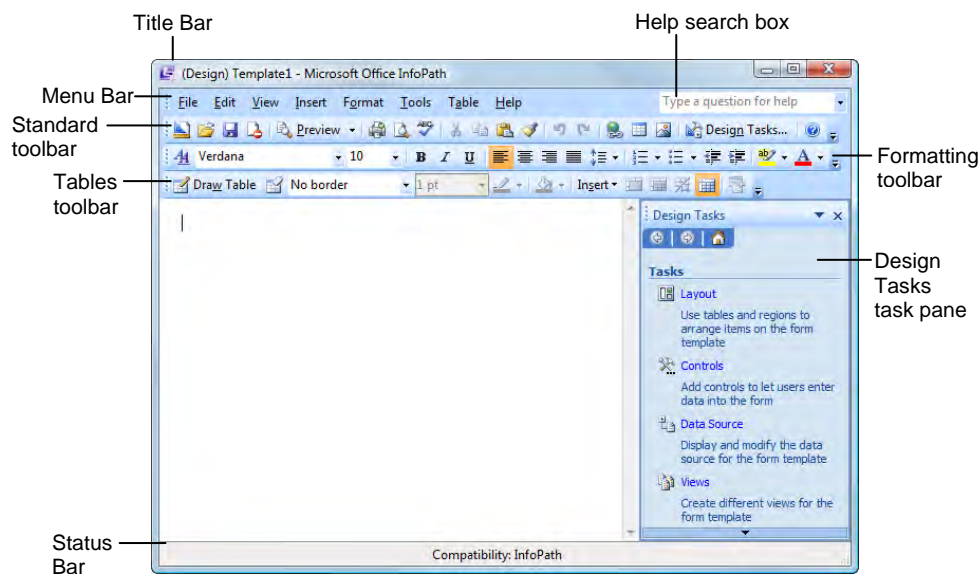 Title Bar
Help search box
(Design) Template1 - Microsoft Office InfoPath
Menu Bar
File Edit View Insert Format Tools Table Help
Type a question for help
Standard
toolbar
Preview
Design Tasks...
Verdana 10 B I U
ab A
Formatting
toolbar
Tables
toolbar
Draw Table No border 1 pt Insert
Design Tasks
Tasks
Layout
Use tables and regions to
arrange items on the form
template
Controls
Add controls to let users enter
data into the form
Data Source
Display and modify the data
source for the form template
Views
Create different views for the
form template
Design
Tasks
task pane
Status
Bar
Compatibility: InfoPath